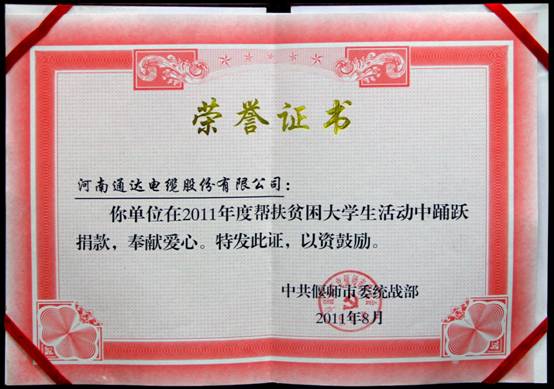 荣誉证书
河南通达电缆股份有限公司：
你单位在2011年度帮扶贫困大学生活动中踊跃
捐款，奉献爱心。特发此证，以资鼓励。
中共偃师市委统战部
2011年8月